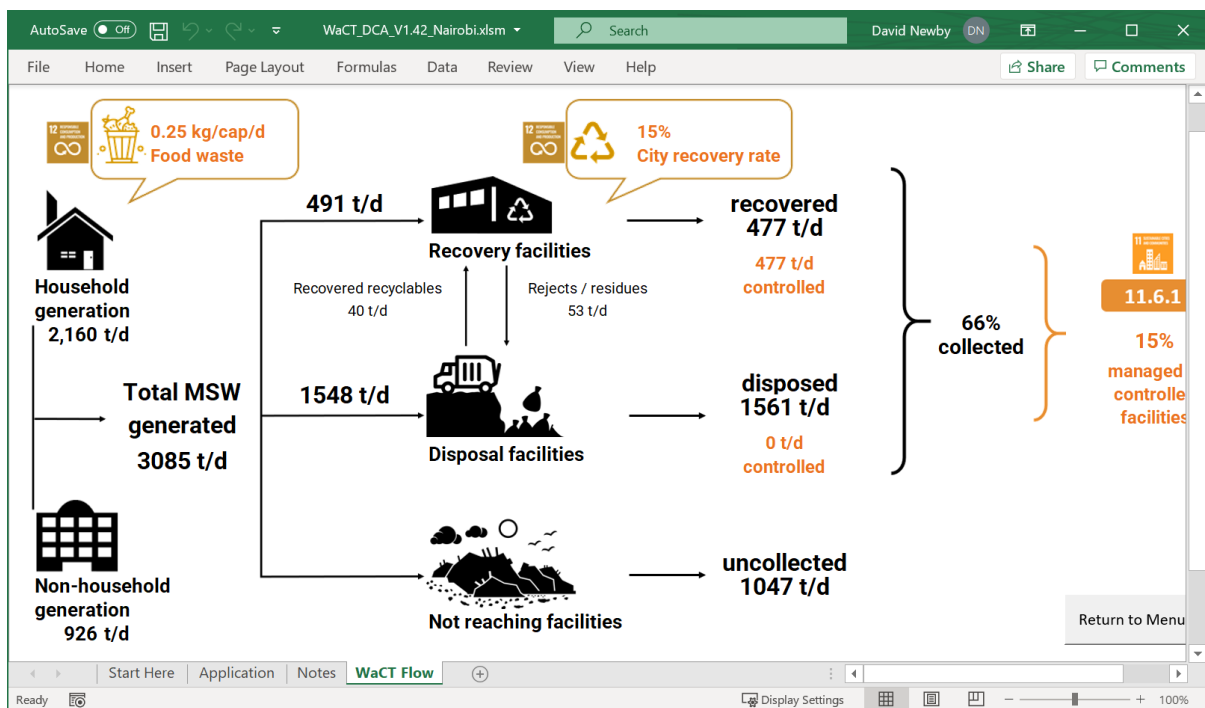 AutoSave Off WaCT_DCA_V1.42_Nairobi.xlsm Search David Newby DN
File Home Insert Page Layout Formulas Data Review View Help Share Comments
0.25 kg/cap/d
Food waste
15%
City recovery rate
Household
generation
2,160 t/d
491 t/d
Recovery facilities
recovered
477 t/d
477 t/d
controlled
Recovered recyclables
40 t/d
Rejects / residues
53 t/d
Total MSW
generated
3085 t/d
1548 t/d
Disposal facilities
disposed
1561 t/d
0 t/d
controlled
66%
collected
11.6.1
15%
managed
controlle
facilities
Non-household
generation
926 t/d
Not reaching facilities
uncollected
1047 t/d
Return to Menu
Start Here Application Notes WaCT Flow
Ready Display Settings 100%